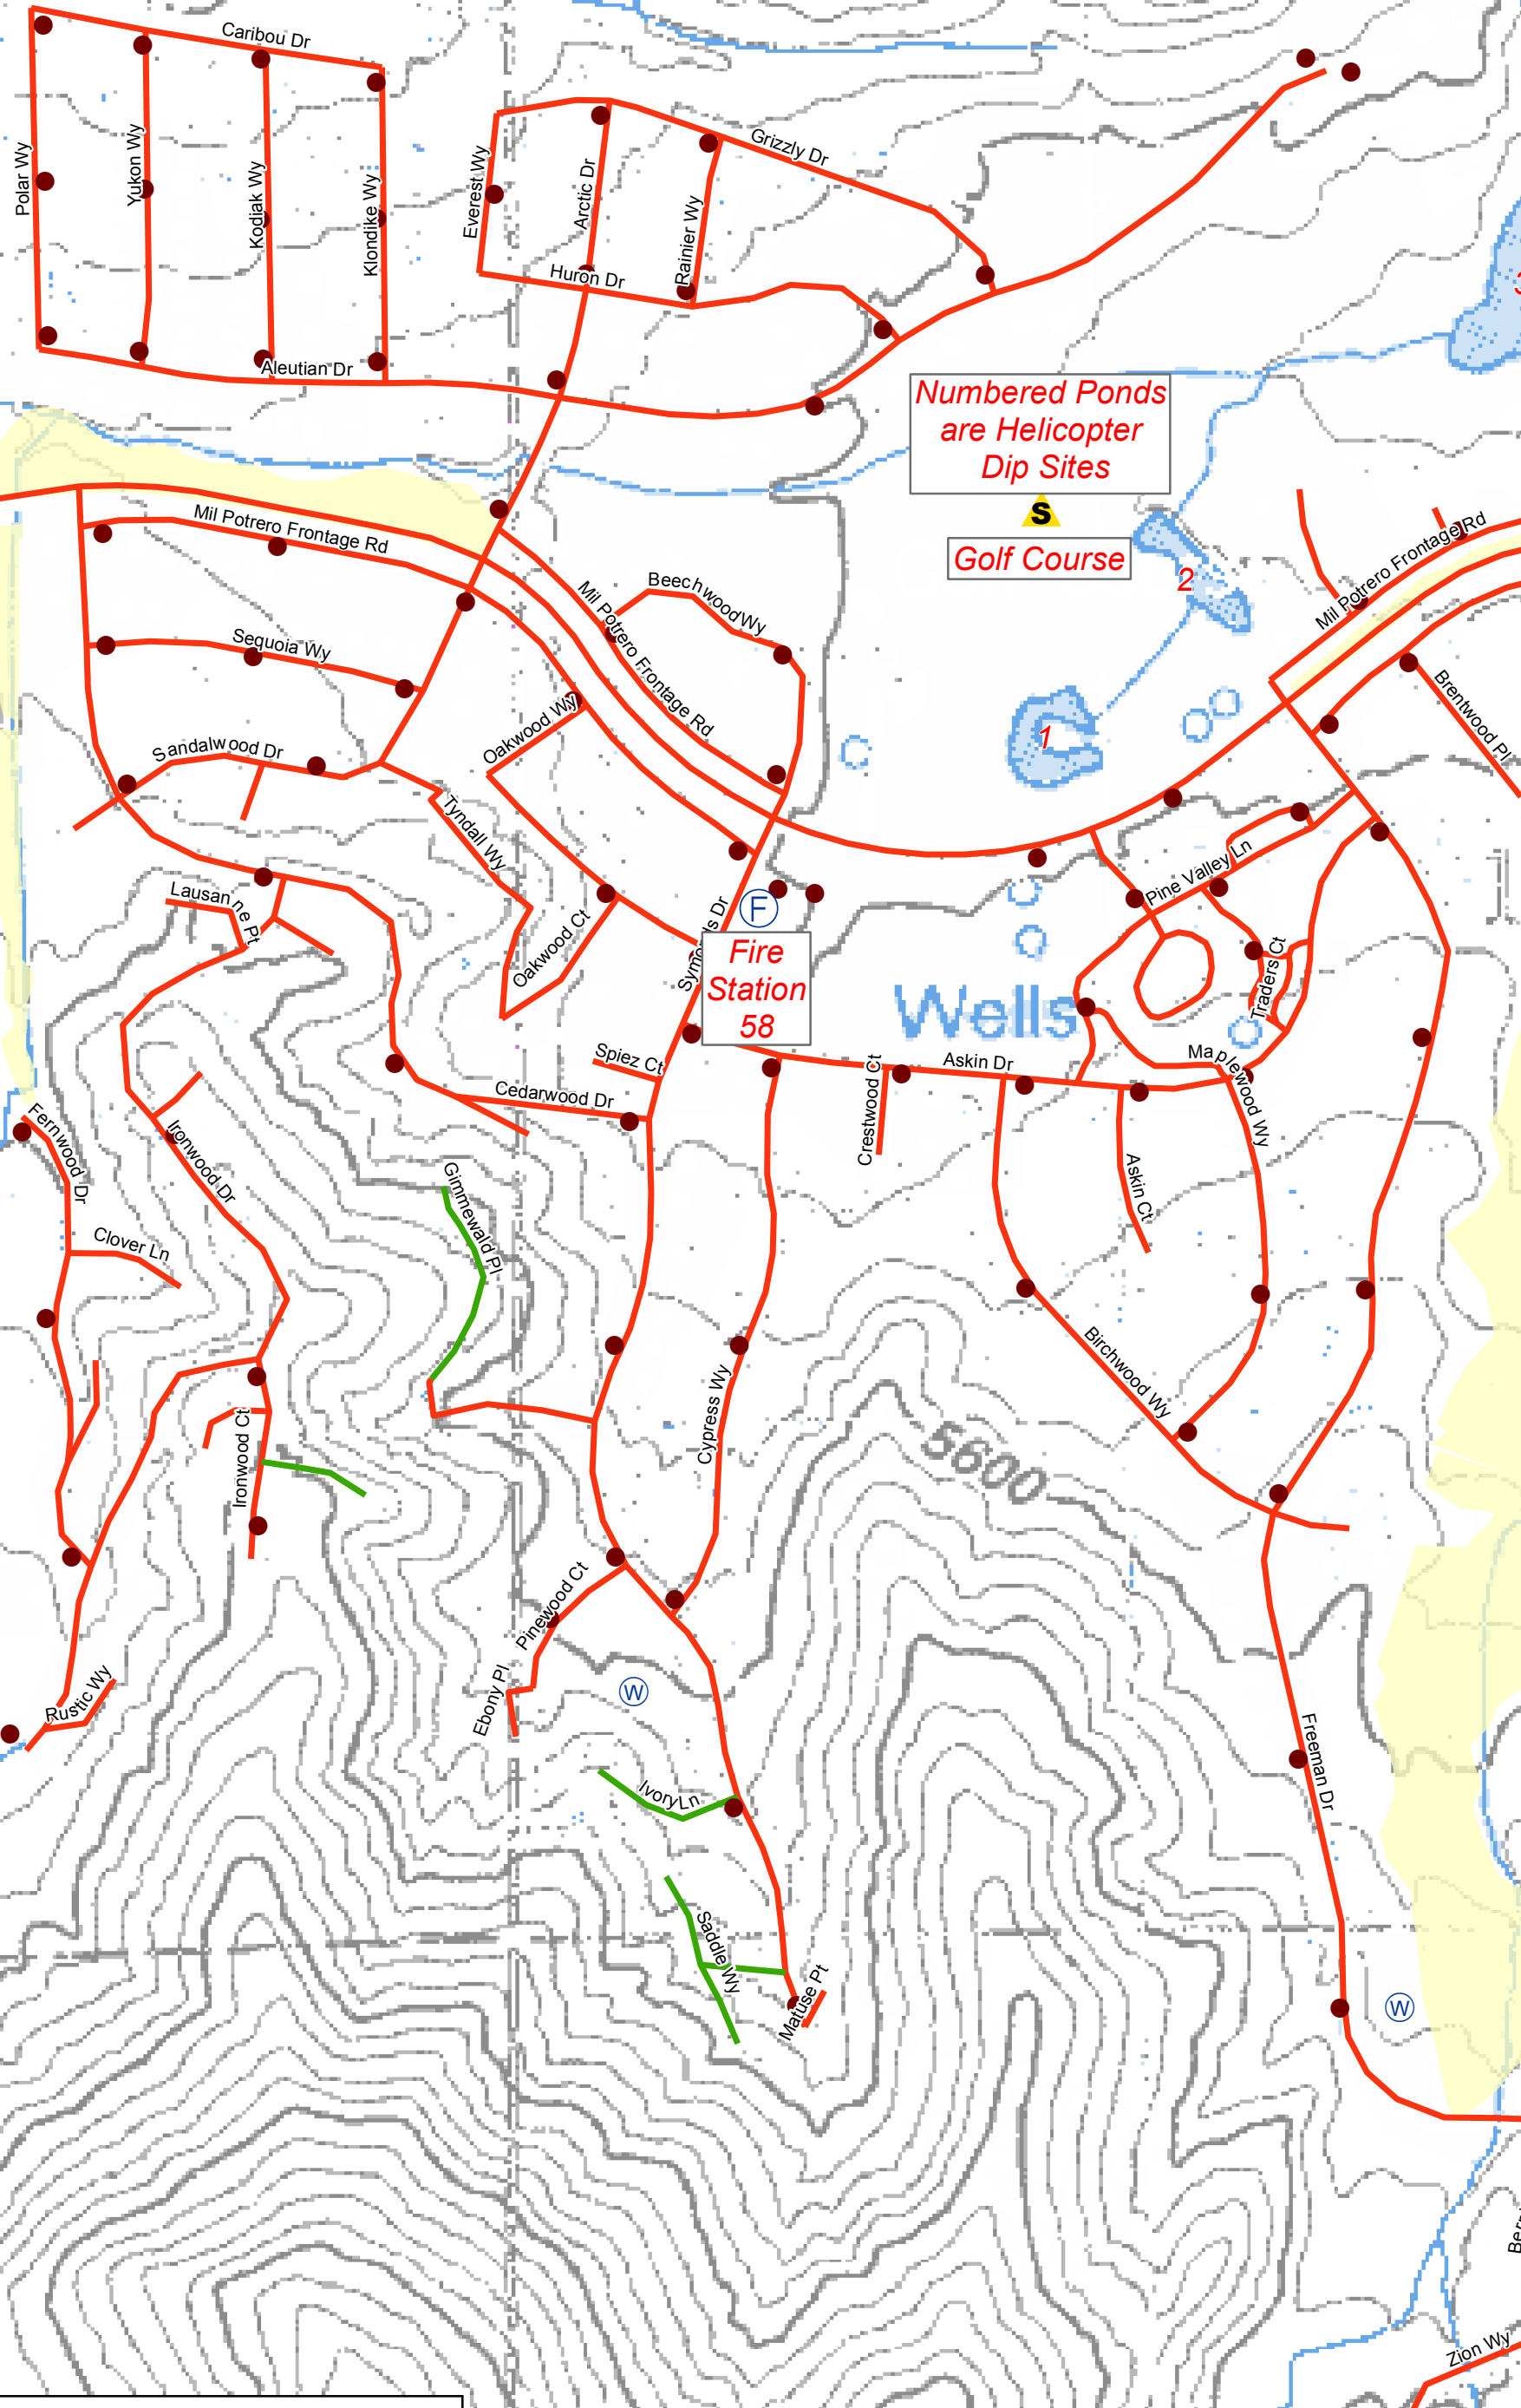 Caribou Dr
Polar Wy
Yukon Wy
Kodiak Wy
Klondike Wy
Everest Wy
Arctic Dr
Rainier Wy
Grizzly Dr
Huron Dr
Aleutian Dr
Numbered Ponds
are Helicopter
Dip Sites
S
Golf Course
2
1
Mil Potrero Frontage Rd
Mil Potrero Frontage Rd
Mil Potrero Frontage Rd
Beechwood Wy
Sequoia Wy
Sandalwood Dr
Oakwood Wy
Tyndall Wy
Brentwood Pl
Pine Valley Ln
Lausanne Pt
Oakwood Ct
F
Fire
Station
58
Wells
Traders Ct
Spiez Ct
Cedarwood Dr
Askin Dr
Crestwood Ct
Maplewood Wy
Askin Ct
Fernwood Dr
Ironwood Dr
Clover Ln
Gimmewald Pl
Birchwood Wy
Cypress Wy
5600
Ironwood Ct
Pinewood Ct
Ebony Pl
W
Rustic Wy
Ivory Ln
Freeman Dr
Saddle Wy
Matuse Pt
W
Zion Wy